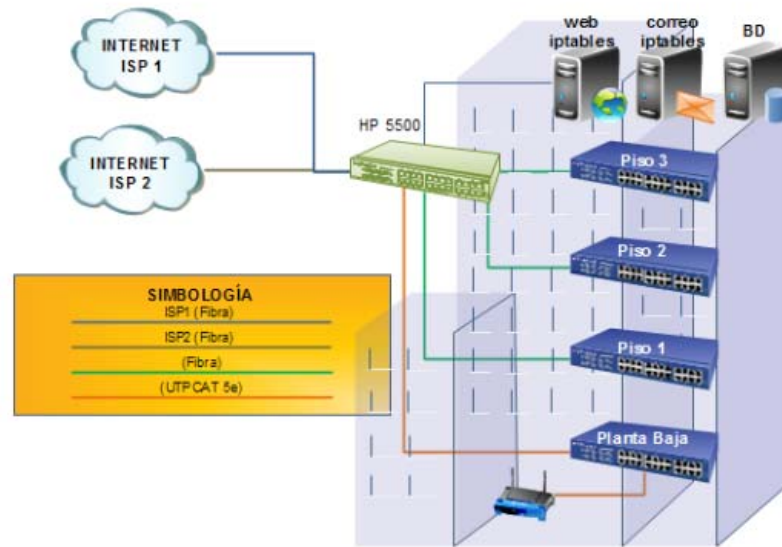 INTERNET
ISP 1
INTERNET
ISP 2
HP 5500
web
iptables
correo
iptables
BD
Piso 3
Piso 2
Piso 1
Planta Baja
SIMBOLOGÍA
ISP1 (Fibra)
ISP2 (Fibra)
(Fibra)
(UTPCAT 5e)